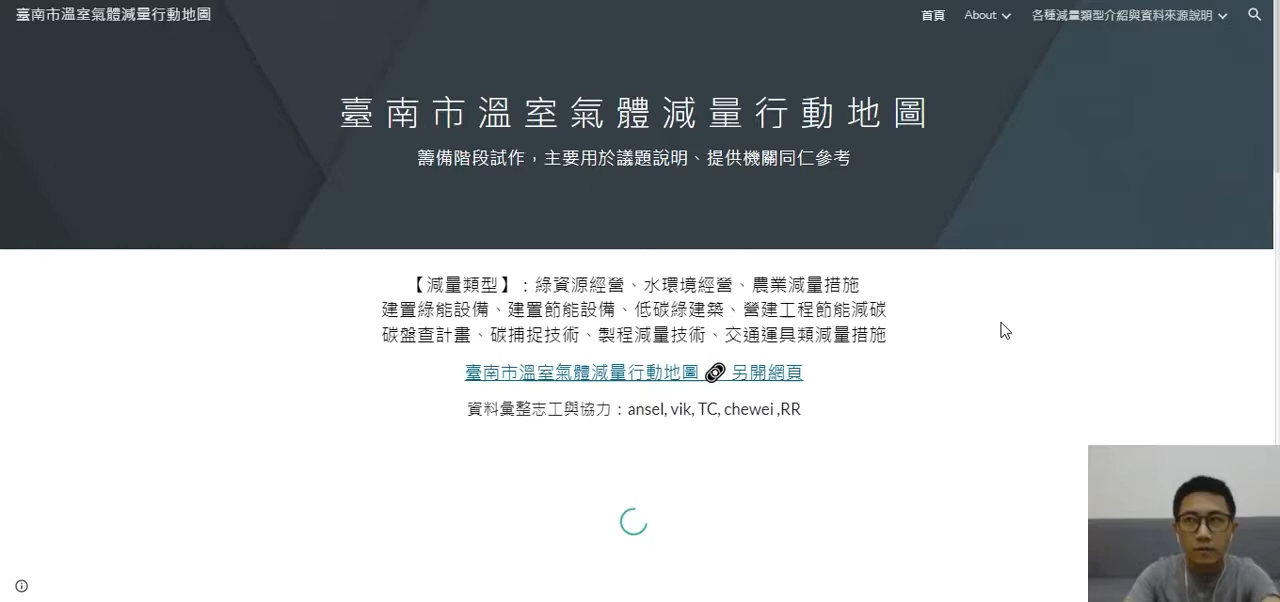 臺南市溫室氣體減量行動地圖
首頁 About 各種減量類型介紹與資料來源說明
臺南市溫室氣體減量行動地圖
籌備階段試作，主要用於議題說明、提供機關同仁參考
【減量類型】：綠資源經營、水環境經營、農業減量措施
建置綠能設備、建置節能設備、低碳綠建築、營建工程節能減碳
碳盤查計畫、碳捕捉技術、製程減量技術、交通運具類減量措施
臺南市溫室氣體減量行動地圖 🔗 另開網頁
資料彙整志工與協力：ansel, vik, TC, chewei ,RR